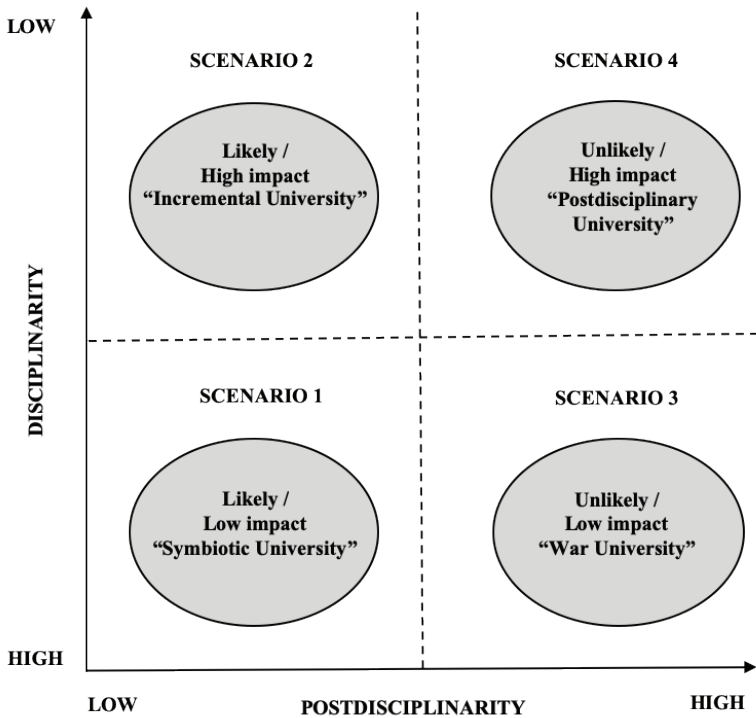 LOW
SCENARIO 2
SCENARIO 4
Likely /
High impact
“Incremental University”
Unlikely /
High impact
“Postdisciplinary
University”
DISCIPLINARITY
SCENARIO 1
SCENARIO 3
Likely /
Low impact
“Symbiotic University”
Unlikely /
Low impact
“War University”
HIGH
LOW
POSTDISCIPLINARITY
HIGH